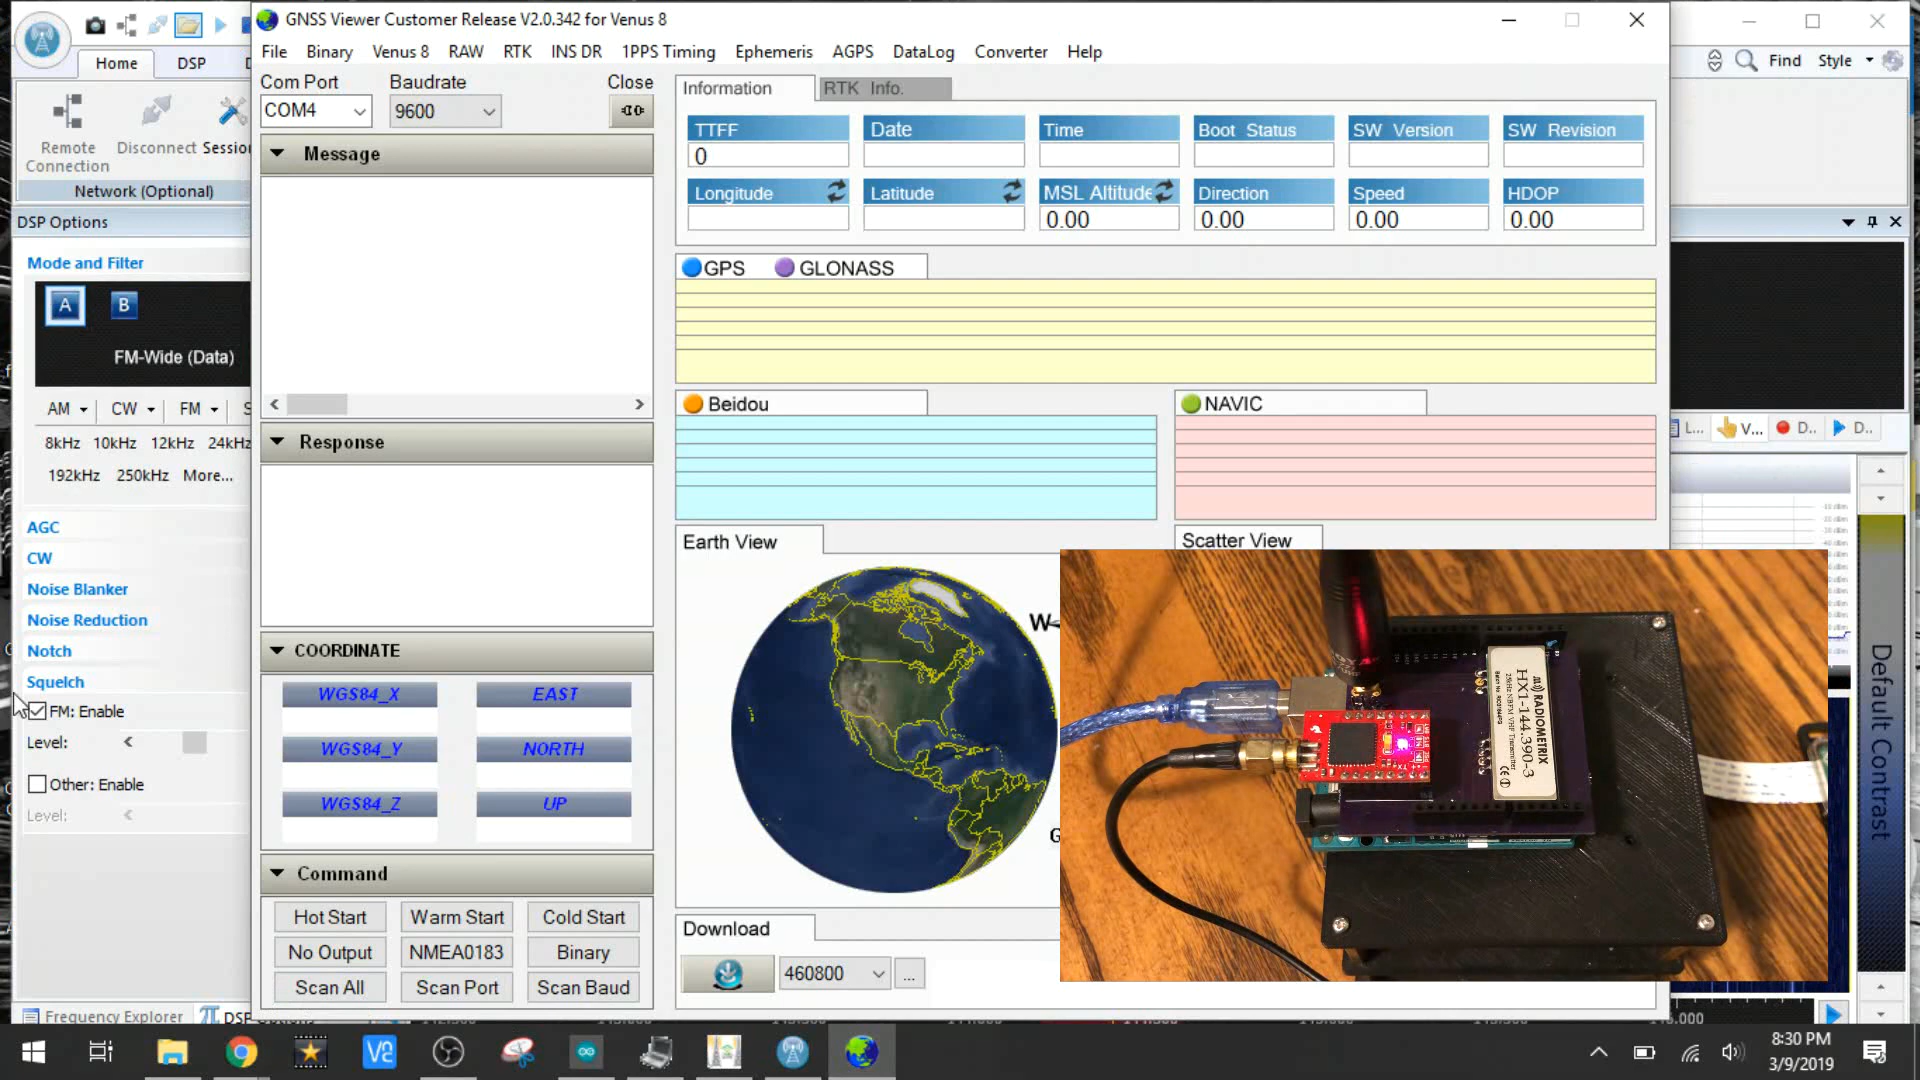 GNSS Viewer Customer Release V2.0.342 for Venus 8
File Binary Venus 8 RAW RTK INS DR 1PPS Timing Ephemeris AGPS DataLog Converter Help
Home DSP
Find Style
Com Port Baudrate Close
COM4 9600
Remote Connection
Disconnect
Network (Optional)
DSP Options
Mode and Filter
A B
FM-Wide (Data)
AM CW FM
8kHz 10kHz 12kHz 24kHz
192kHz 250kHz More...
AGC
CW
Noise Blanker
Noise Reduction
Notch
Squelch
FM: Enable
Level:
Other: Enable
Level:
Frequency Explorer
Message
Response
COORDINATE
WGS84_X EAST
WGS84_Y NORTH
WGS84_Z UP
Command
Hot Start Warm Start Cold Start
No Output NMEA0183 Binary
Scan All Scan Port Scan Baud
Information RTK Info.
TTFF Date Time Boot Status SW Version SW Revision
0
Longitude Latitude MSL Altitude Direction Speed HDOP
0.00 0.00 0.00 0.00
GPS GLONASS
Beidou NAVIC
Earth View Scatter View
W
G
Download
460800 ...
L... V... D.. D..
Default Contrast
RADIOMETRIX
HX1-144.390-3
25kHz NBFM VHF Transmitter
CE
8:30 PM
3/9/2019